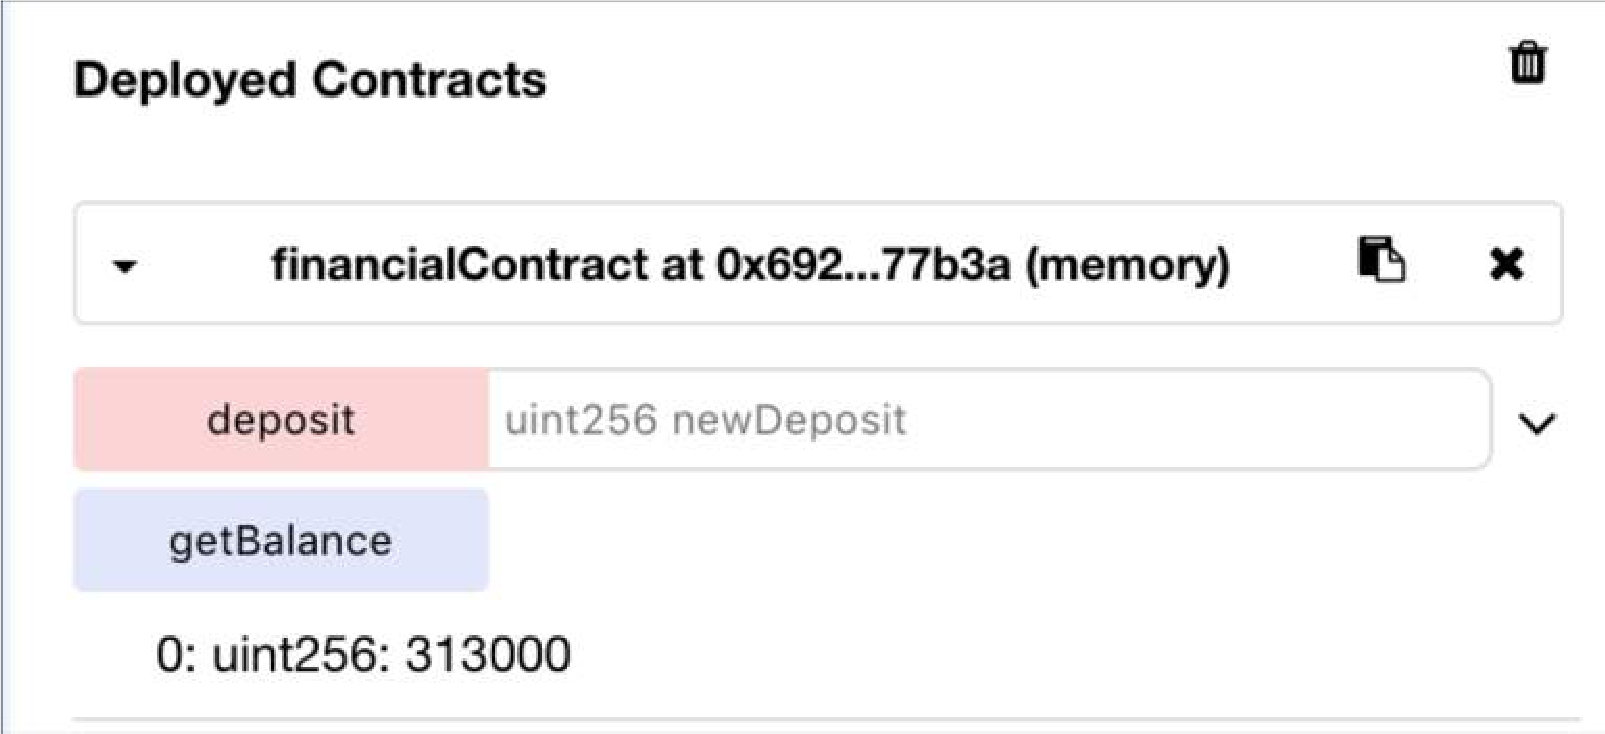 Deployed Contracts
financialContract at 0x692...77b3a (memory)
deposit uint256 newDeposit
getBalance
0: uint256: 313000